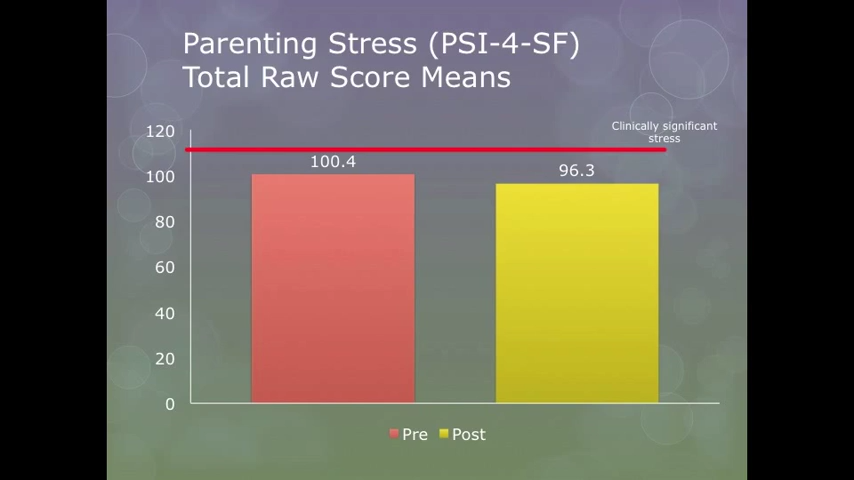 Parenting Stress (PSI-4-SF)
Total Raw Score Means
Clinically significant
stress
120
100
80
60
40
20
0
100.4
96.3
Pre
Post